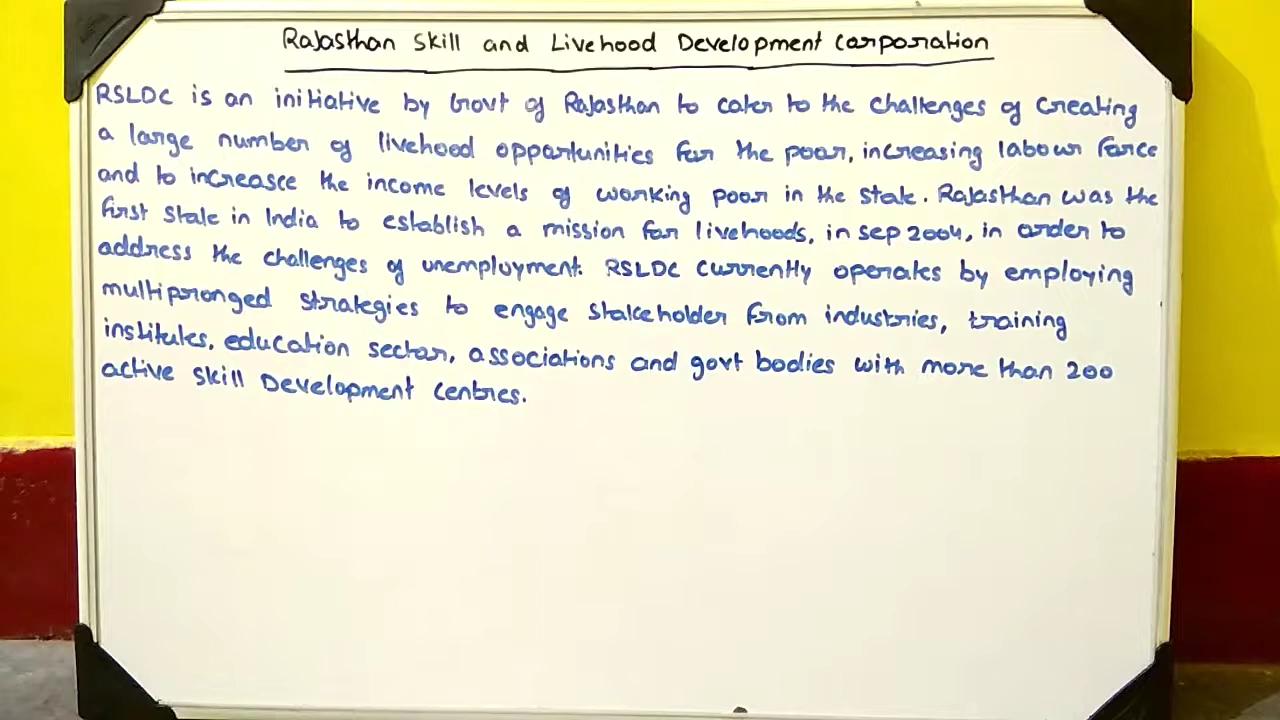 Rajasthan Skill and Livehood Development Corporation
RSLDC is an initiative by Govt of Rajasthan to cater to the challenges of creating
a large number of livehood opportunities for the poor, increasing labour force
and to increasce the income levels of working poor in the state. Rajasthan was the
first state in India to establish a mission for livehoods, in sep 2004, in order to
address the challenges of unemployment. RSLDC currently operates by employing
multipronged strategies to engage stakeholder from industries, training
institutes, education sector, associations and govt bodies with more than 200
active skill Development centres.